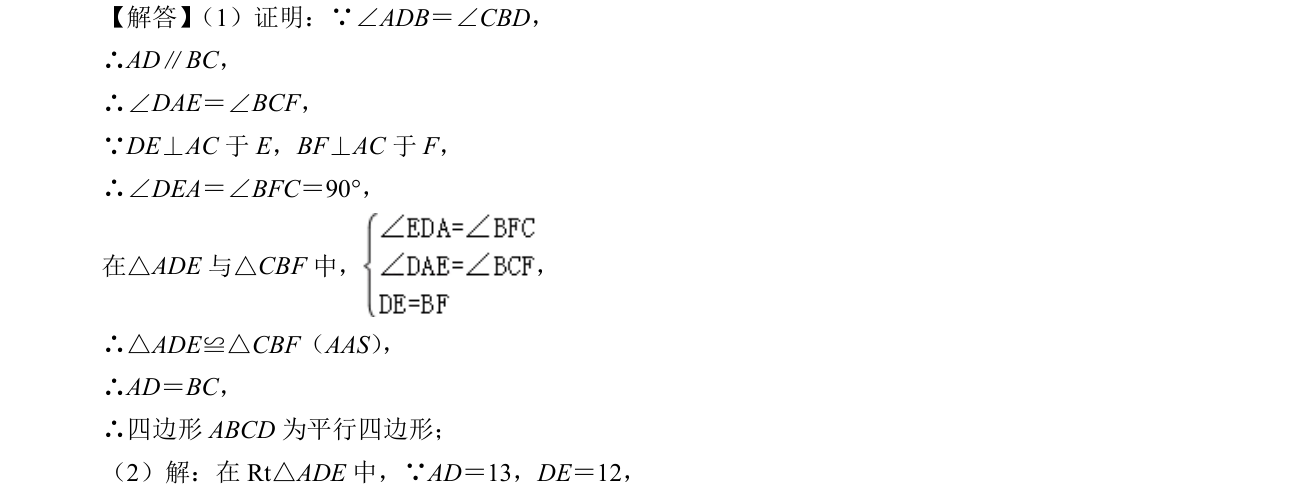 【解答】（1）证明：∵∠ADB＝∠CBD，
∴AD∥BC，
∴∠DAE＝∠BCF，
∵DE⊥AC 于 E，BF⊥AC 于 F，
∴∠DEA＝∠BFC＝90°，
∠EDA=∠BFC
在△ADE 与△CBF 中，{∠DAE=∠BCF，
DE=BF
∴△ADE≌△CBF（AAS），
∴AD＝BC，
∴四边形 ABCD 为平行四边形；
（2）解：在 Rt△ADE 中，∵AD＝13，DE＝12，